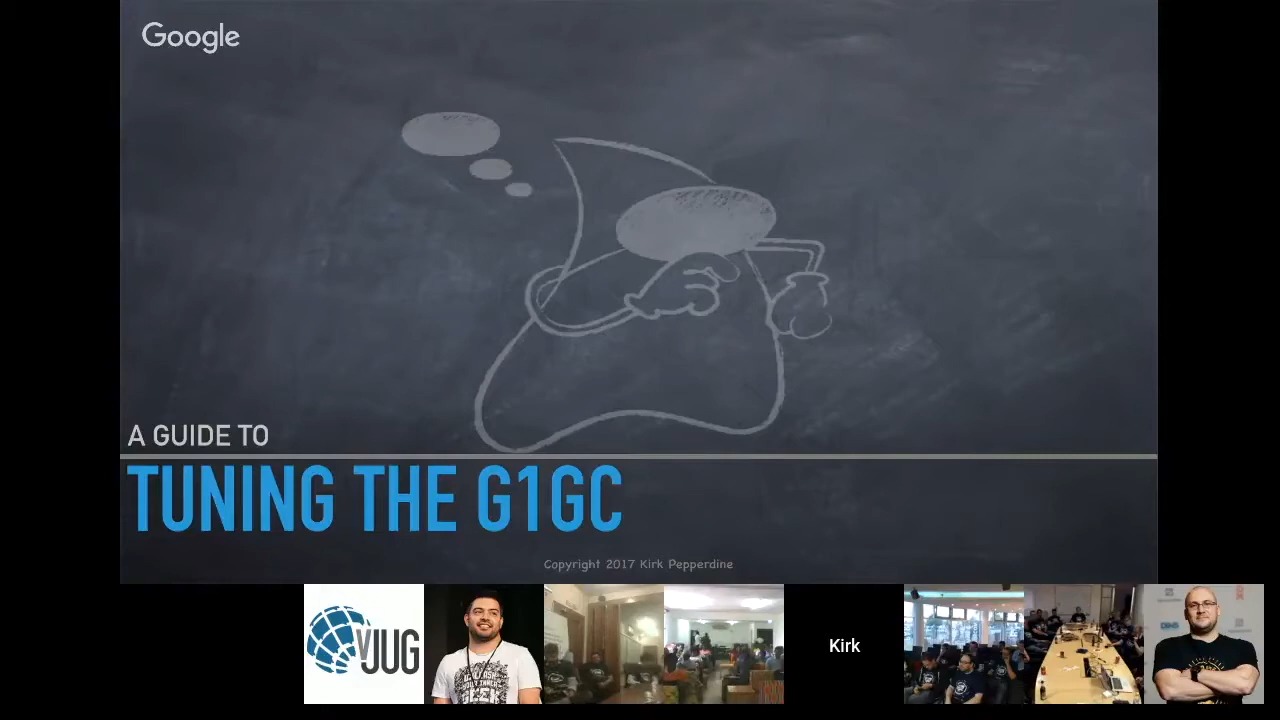 Google
A GUIDE TO
TUNING THE G1GC
Copyright 2017 Kirk Pepperdine
vJUG
Kirk